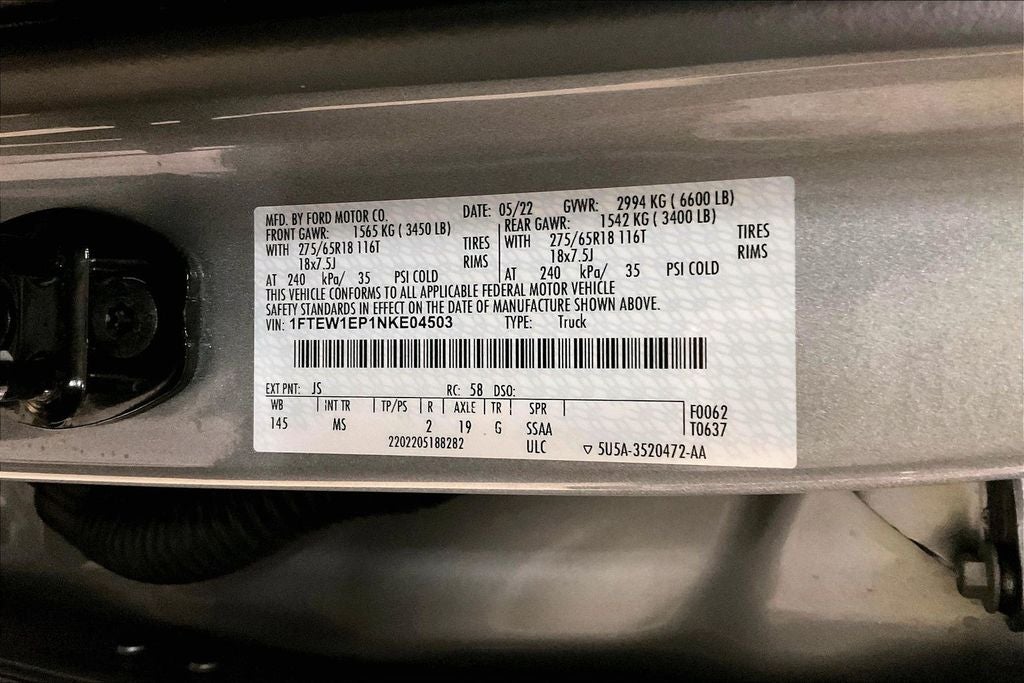 MFD. BY FORD MOTOR CO. DATE: 05/22 GVWR: 2994 KG ( 6600 LB)
FRONT GAWR: 1565 KG ( 3450 LB) REAR GAWR: 1542 KG ( 3400 LB)
WITH 275/65R18 116T TIRES WITH 275/65R18 116T TIRES
18x7.5J RIMS 18x7.5J RIMS
AT 240 kPa/ 35 PSI COLD AT 240 kPa/ 35 PSI COLD
THIS VEHICLE CONFORMS TO ALL APPLICABLE FEDERAL MOTOR VEHICLE
SAFETY STANDARDS IN EFFECT ON THE DATE OF MANUFACTURE SHOWN ABOVE.
VIN: 1FTEW1EP1NKE04503 TYPE: Truck
EXT PNT: JS RC: 58 DSO:
WB INT TR TP/PS R AXLE TR SPR F0062
145 MS 2 19 G SSAA T0637
2202205188282 ULC ▽ 5U5A-3520472-AA